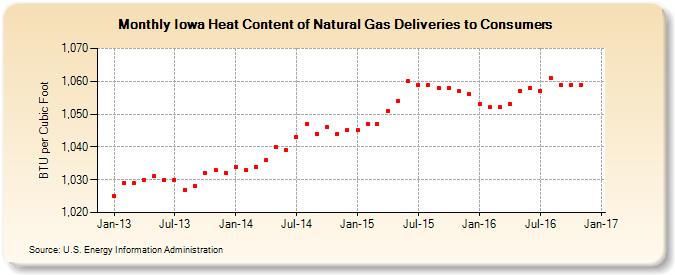 Monthly Iowa Heat Content of Natural Gas Deliveries to Consumers
BTU per Cubic Foot
1,070
1,060
1,050
1,040
1,030
1,020
Jan-13 Jul-13 Jan-14 Jul-14 Jan-15 Jul-15 Jan-16 Jul-16 Jan-17
Source: U.S. Energy Information Administration